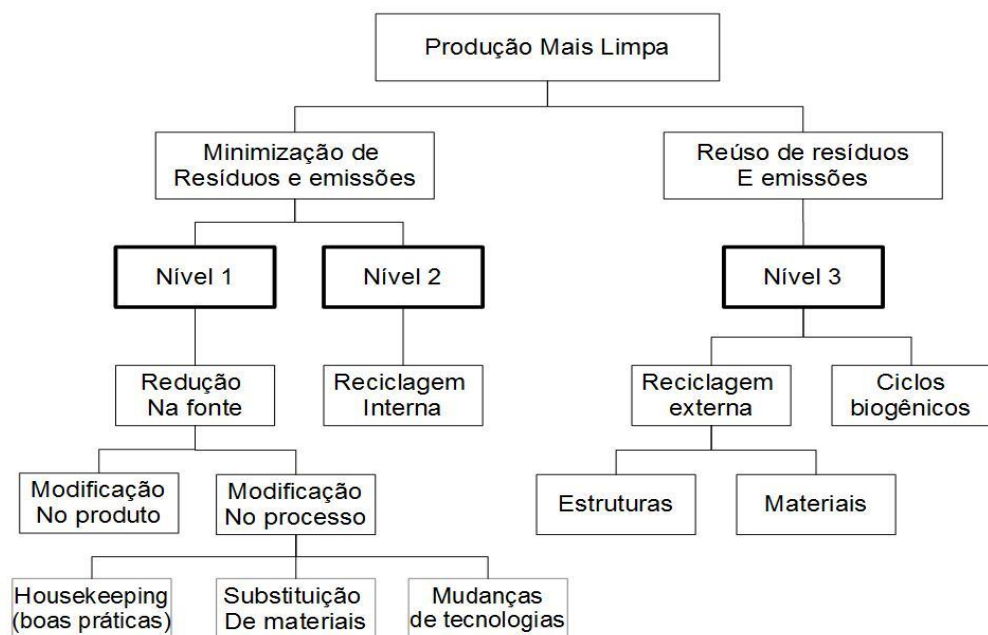 Produção Mais Limpa
Minimização de
Resíduos e emissões
Reúso de resíduos
E emissões
Nível 1
Nível 2
Nível 3
Redução
Na fonte
Reciclagem
Interna
Reciclagem
externa
Ciclos
biogênicos
Modificação
No produto
Modificação
No processo
Estruturas
Materiais
Housekeeping
(boas práticas)
Substituição
De materiais
Mudanças
de tecnologias